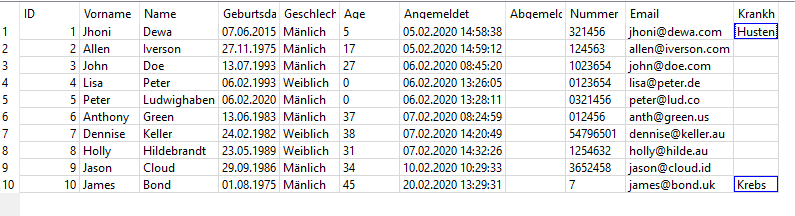 ID Vorname Name Geburtsda Geschlech Age Angemeldet Abgemeld Nummer Email Krankh
1 1 Jhoni Dewa 07.06.2015 Mänlich 5 05.02.2020 14:58:38 321456 jhoni@dewa.com Husten
2 2 Allen Iverson 27.11.1975 Mänlich 17 05.02.2020 14:59:12 124563 allen@iverson.com
3 3 John Doe 13.07.1993 Mänlich 27 06.02.2020 08:45:20 1023654 john@doe.com
4 4 Lisa Peter 06.02.1993 Weiblich 0 06.02.2020 13:26:05 0123654 lisa@peter.de
5 5 Peter Ludwighaben 06.02.2020 Mänlich 0 06.02.2020 13:28:11 0321456 peter@lud.co
6 6 Anthony Green 13.06.1983 Mänlich 37 07.02.2020 08:24:59 012456 anth@green.us
7 7 Dennise Keller 24.02.1982 Weiblich 38 07.02.2020 14:20:49 54796501 dennise@keller.au
8 8 Holly Hildebrandt 23.05.1989 Weiblich 31 07.02.2020 14:32:26 1254632 holly@hilde.au
9 9 Jason Cloud 29.09.1986 Mänlich 34 10.02.2020 10:29:33 3652458 jason@cloud.id
10 10 James Bond 01.08.1975 Mänlich 45 20.02.2020 13:29:31 7 james@bond.uk Krebs